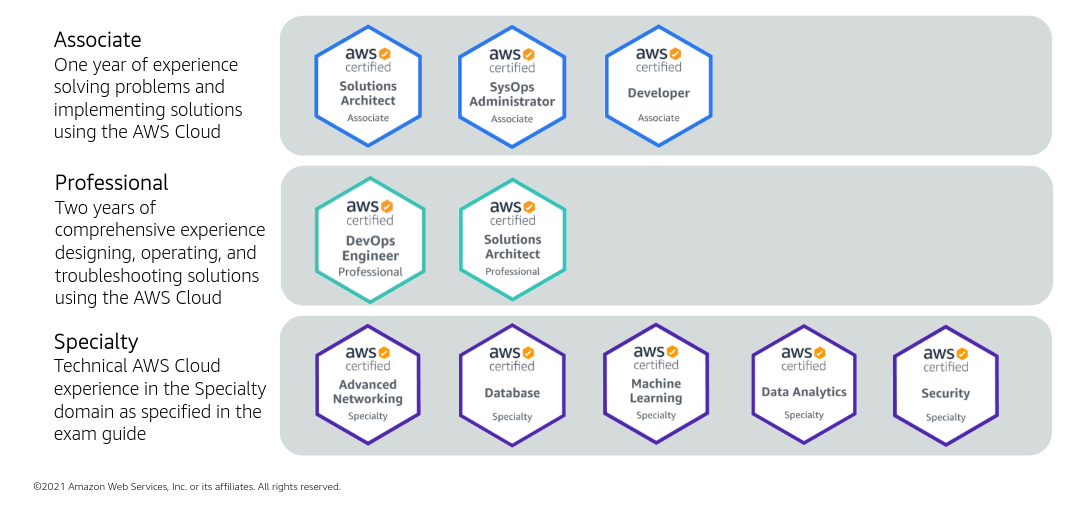 Associate
One year of experience
solving problems and
implementing solutions
using the AWS Cloud
aws
certified
Solutions
Architect
Associate
aws
certified
SysOps
Administrator
Associate
aws
certified
Developer
Associate
Professional
Two years of
comprehensive experience
designing, operating, and
troubleshooting solutions
using the AWS Cloud
aws
certified
DevOps
Engineer
Professional
aws
certified
Solutions
Architect
Professional
Specialty
Technical AWS Cloud
experience in the Specialty
domain as specified in the
exam guide
aws
certified
Advanced
Networking
Specialty
aws
certified
Database
Specialty
aws
certified
Machine
Learning
Specialty
aws
certified
Data Analytics
Specialty
aws
certified
Security
Specialty
©2021 Amazon Web Services, Inc. or its affiliates. All rights reserved.